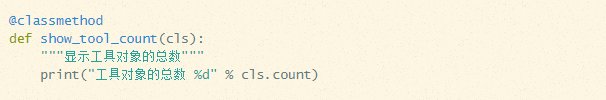 @classmethod
def show_tool_count(cls):
    """显示工具对象的总数"""
    print("工具对象的总数 %d" % cls.count)